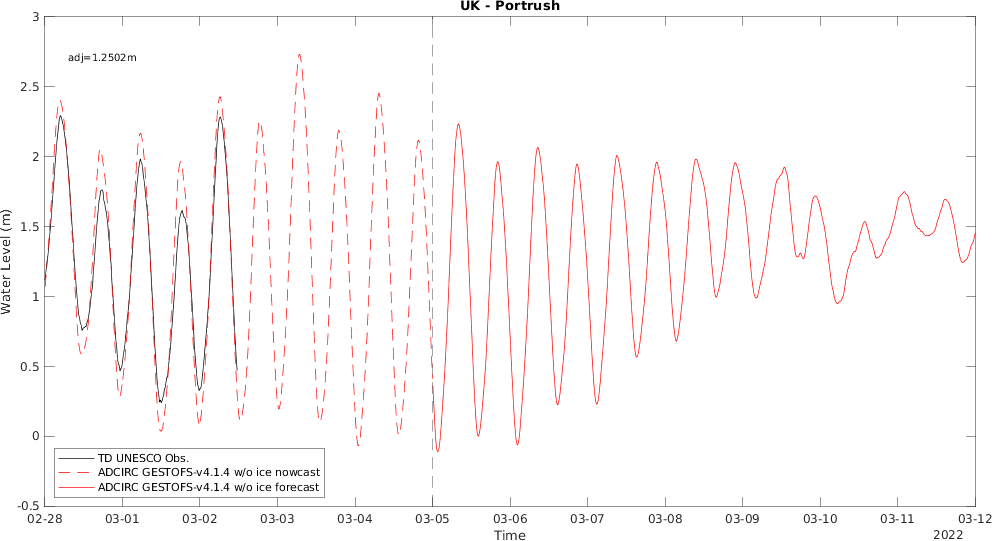 UK - Portrush
adj=1.2502m
Water Level (m)
3
2.5
2
1.5
1
0.5
0
-0.5
TD UNESCO Obs.
ADCIRC GESTOFS-v4.1.4 w/o ice nowcast
ADCIRC GESTOFS-v4.1.4 w/o ice forecast
02-28 03-01 03-02 03-03 03-04 03-05 03-06 03-07 03-08 03-09 03-10 03-11 03-12
Time
2022